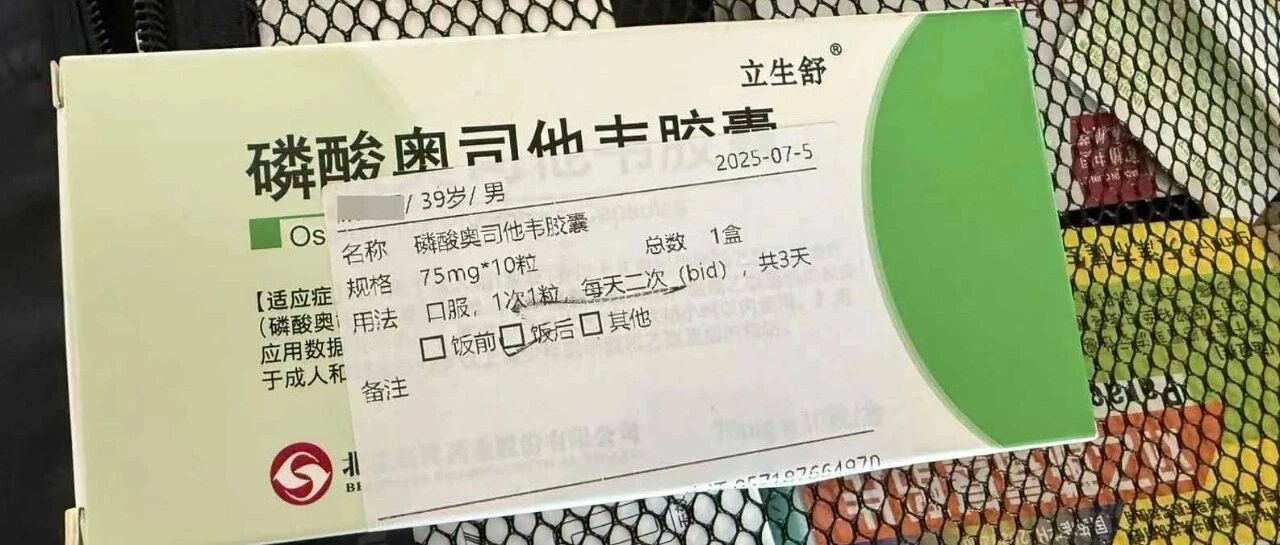 立生舒®
磷酸奥司他韦胶囊
Os
/ 39岁/ 男 2025-07-5
名称 磷酸奥司他韦胶囊
规格 75mg*10粒 总数 1盒
用法 口服，1次1粒，每天二次（bid），共3天
□饭前□饭后□其他
备注
【适应症
（磷酸奥
应用数据
于成人和
北
BE